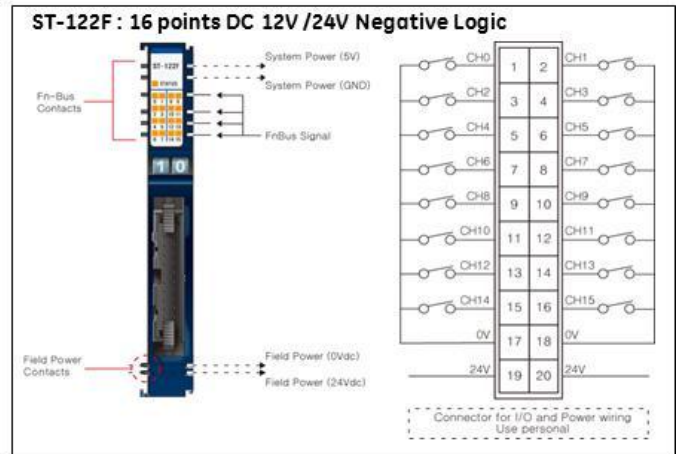 ST-122F : 16 points DC 12V /24V Negative Logic
ST-122F
STATUS
System Power (5V)
System Power (GND)
Fn-Bus
Contacts
FnBus Signal
10
Field Power
Contacts
Field Power (0Vdc)
Field Power (24Vdc)
CH0 1 2 CH1
CH2 3 4 CH3
CH4 5 6 CH5
CH6 7 8 CH7
CH8 9 10 CH9
CH10 11 12 CH11
CH12 13 14 CH13
CH14 15 16 CH15
0V 17 18 0V
24V 19 20 24V
Connector for I/O and Power wiring
Use personal